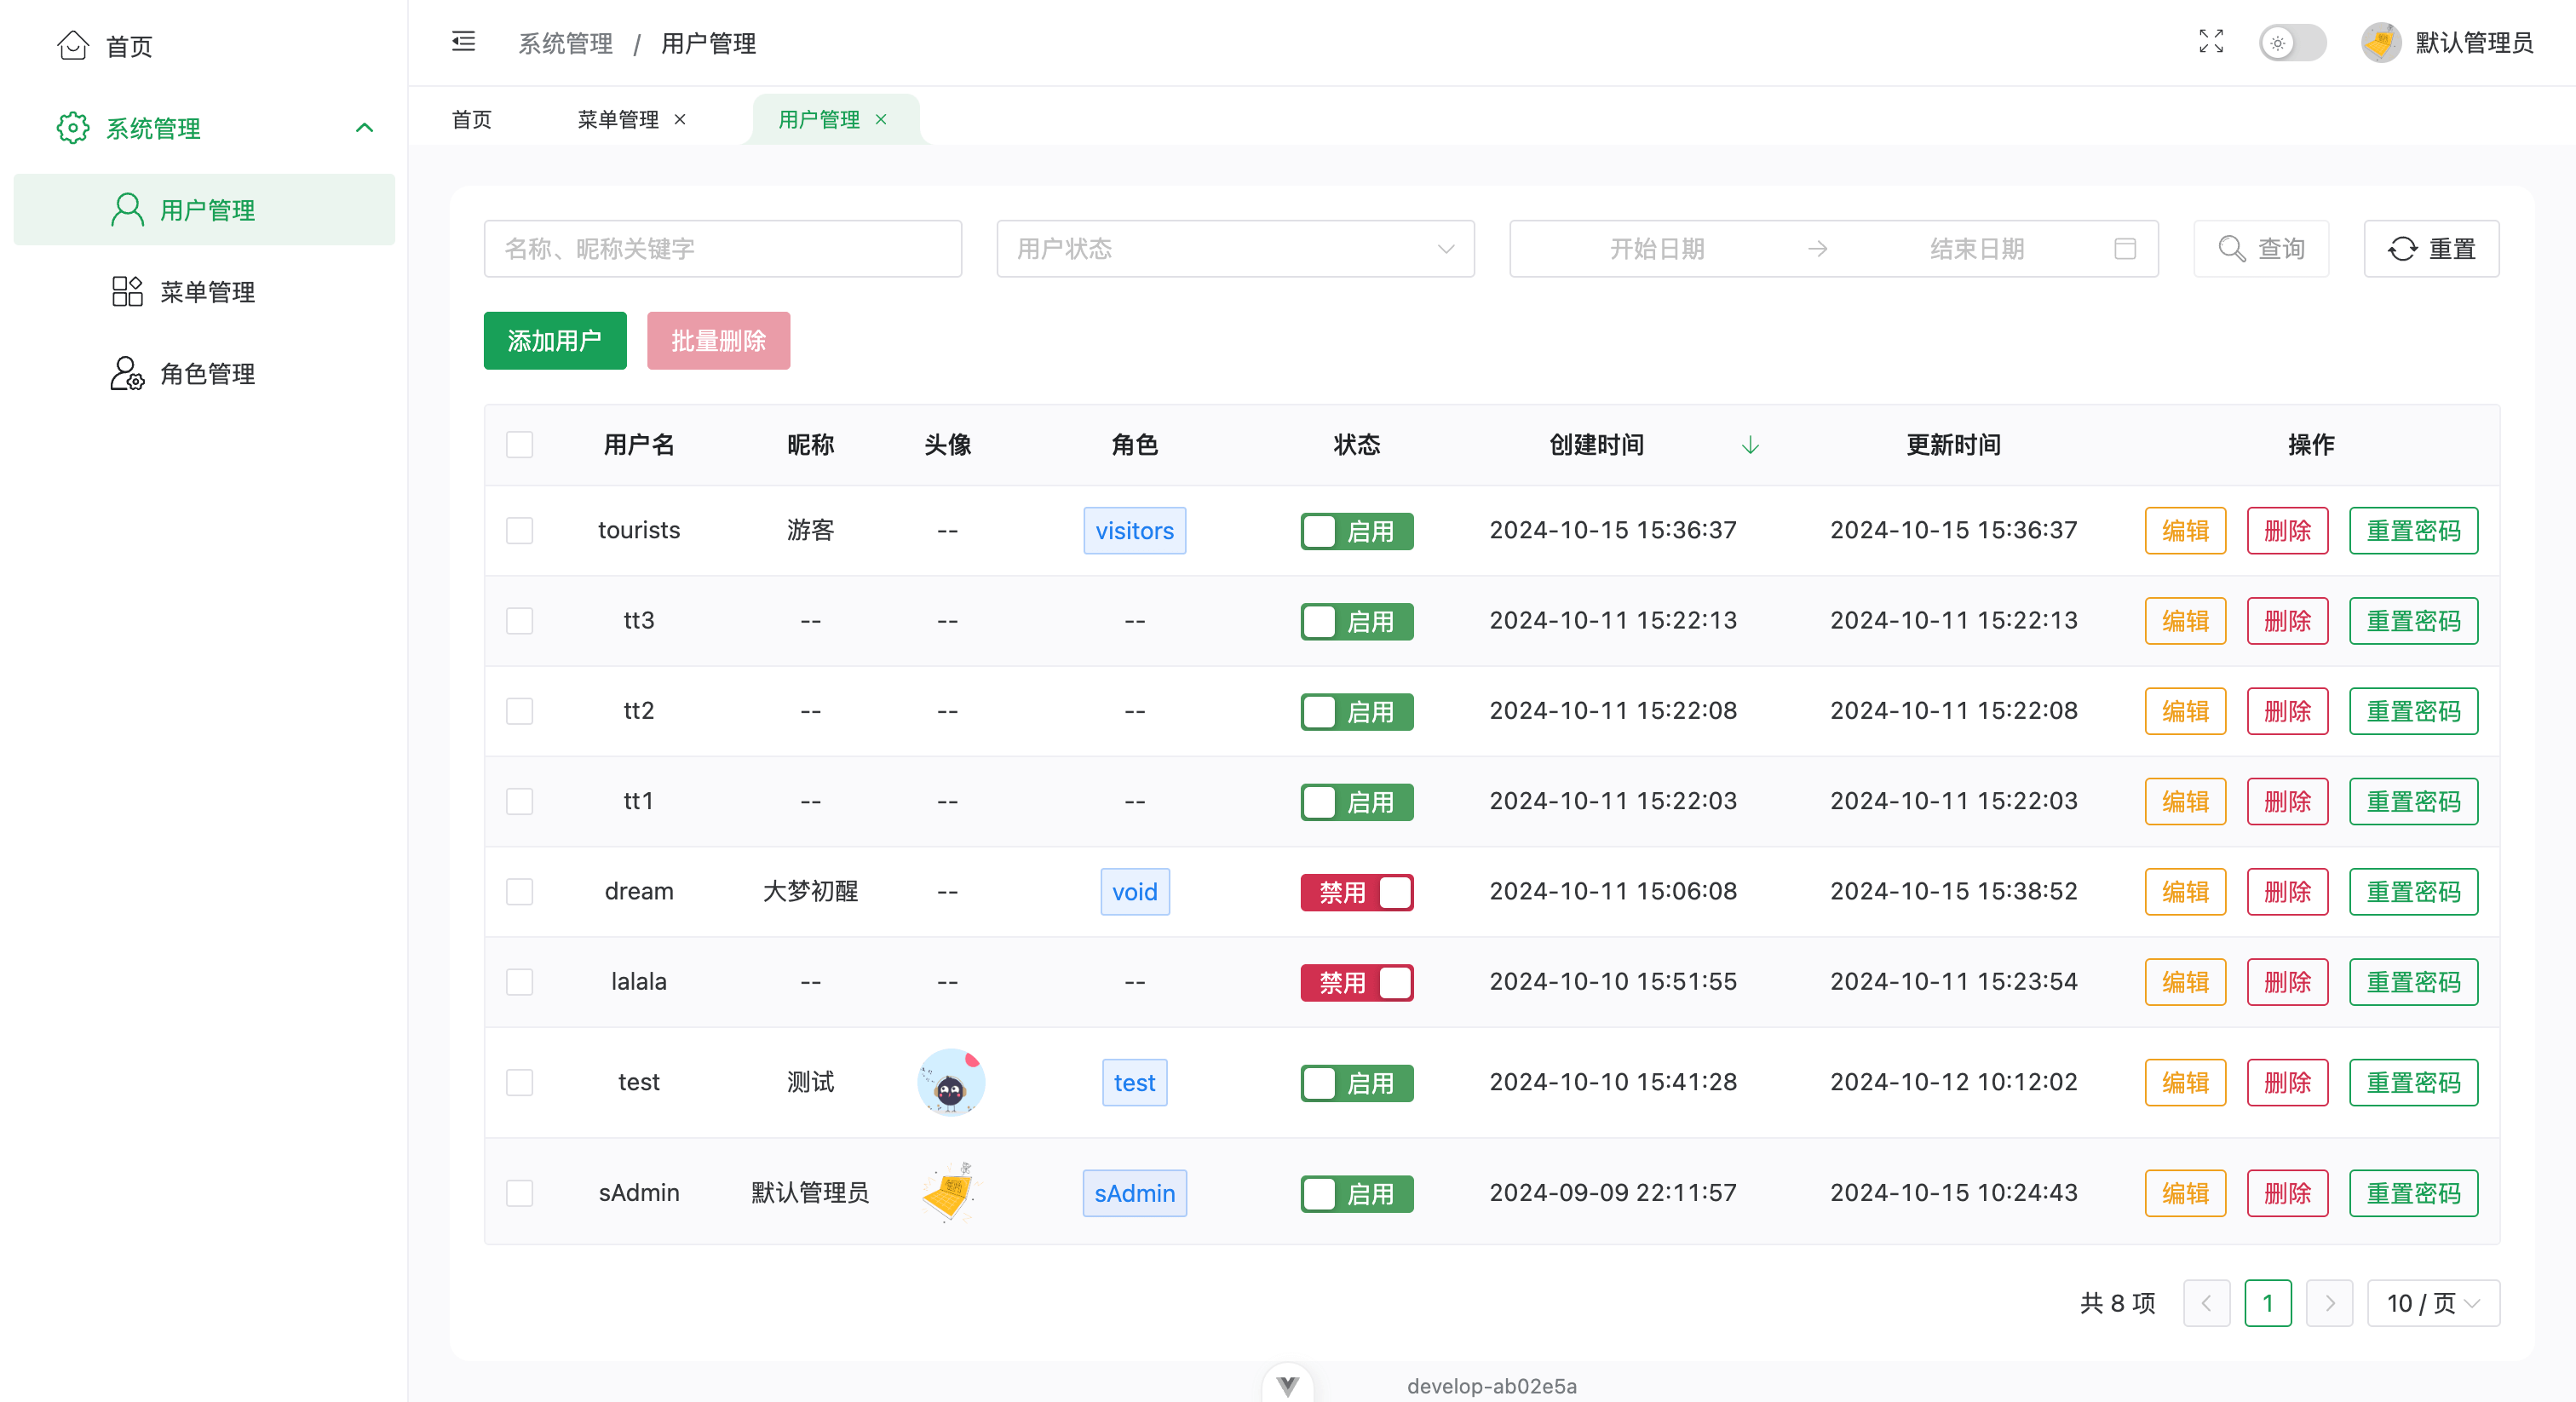 首页
系统管理
用户管理
菜单管理
角色管理
系统管理 / 用户管理
默认管理员
首页 菜单管理 × 用户管理 ×
名称、昵称关键字 用户状态 开始日期 → 结束日期 查询 重置
添加用户 批量删除
用户名 昵称 头像 角色 状态 创建时间 更新时间 操作
tourists 游客 -- visitors 启用 2024-10-15 15:36:37 2024-10-15 15:36:37 编辑 删除 重置密码
tt3 -- -- -- 启用 2024-10-11 15:22:13 2024-10-11 15:22:13 编辑 删除 重置密码
tt2 -- -- -- 启用 2024-10-11 15:22:08 2024-10-11 15:22:08 编辑 删除 重置密码
tt1 -- -- -- 启用 2024-10-11 15:22:03 2024-10-11 15:22:03 编辑 删除 重置密码
dream 大梦初醒 -- void 禁用 2024-10-11 15:06:08 2024-10-15 15:38:52 编辑 删除 重置密码
lalala -- -- -- 禁用 2024-10-10 15:51:55 2024-10-11 15:23:54 编辑 删除 重置密码
test 测试 test 启用 2024-10-10 15:41:28 2024-10-12 10:12:02 编辑 删除 重置密码
sAdmin 默认管理员 sAdmin 启用 2024-09-09 22:11:57 2024-10-15 10:24:43 编辑 删除 重置密码
共 8 项 1 10 / 页
develop-ab02e5a